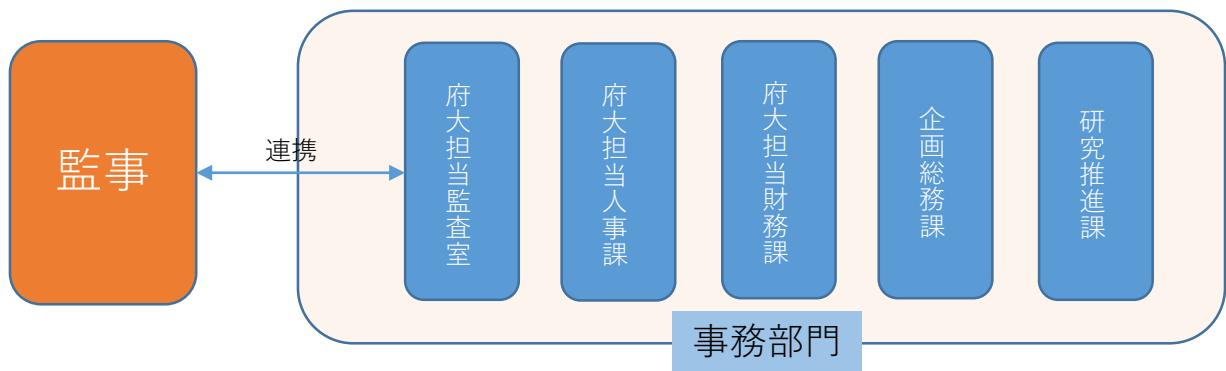 監事
連携
府大担当監査室
府大担当人事課
府大担当財務課
企画総務課
研究推進課
事務部門